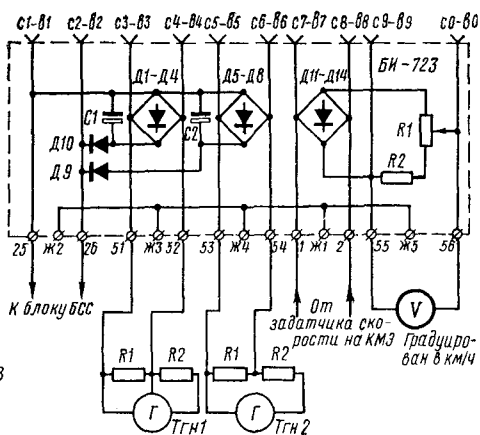 с1-в1 с2-в2 с3-в3 с4-в4 с5-в5 с6-в6 с7-в7 с8-в8 с9-в9 с0-в0
БИ-723
Д1-Д4 Д5-Д8 Д11-Д14
С1 С2 R1
Д10
Д9 R2
25 Ж2 26 51 Ж3 52 53 Ж4 54 1 Ж1 2 55 Ж5 56
К блоку БСС
От
задатчика ско-
рости на КМЭ
V
Градуиро-
ван в км/ч
R1 R2 R1 R2
Г Тгн1 Г Тгн2
в